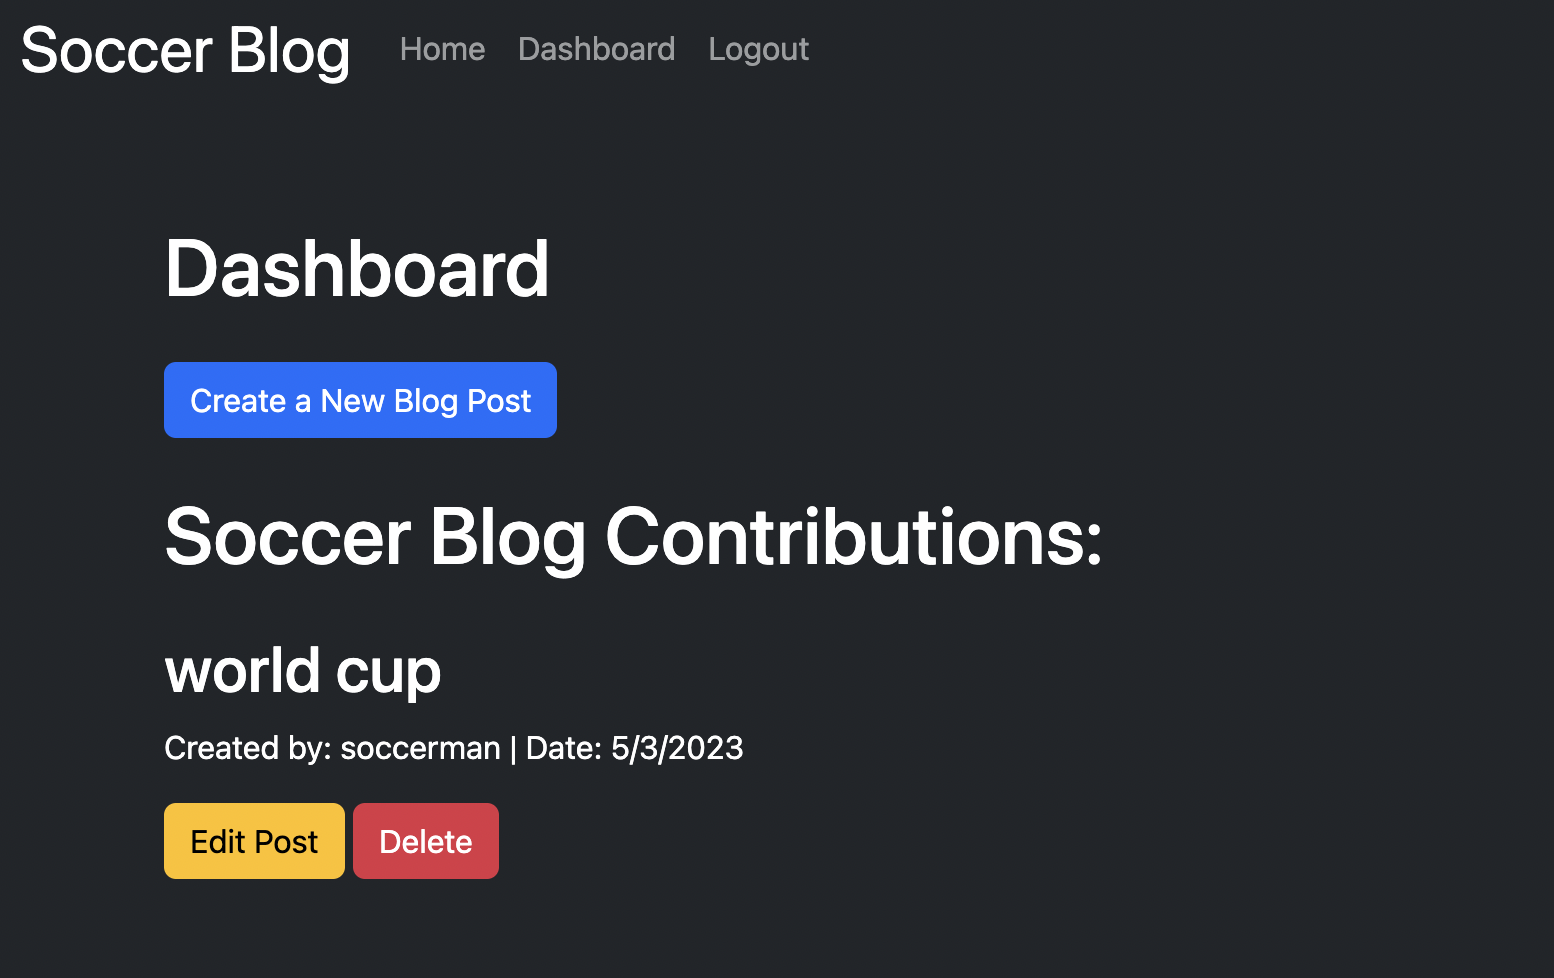 Soccer Blog Home Dashboard Logout
Dashboard
Create a New Blog Post
Soccer Blog Contributions:
world cup
Created by: soccerman | Date: 5/3/2023
Edit Post Delete